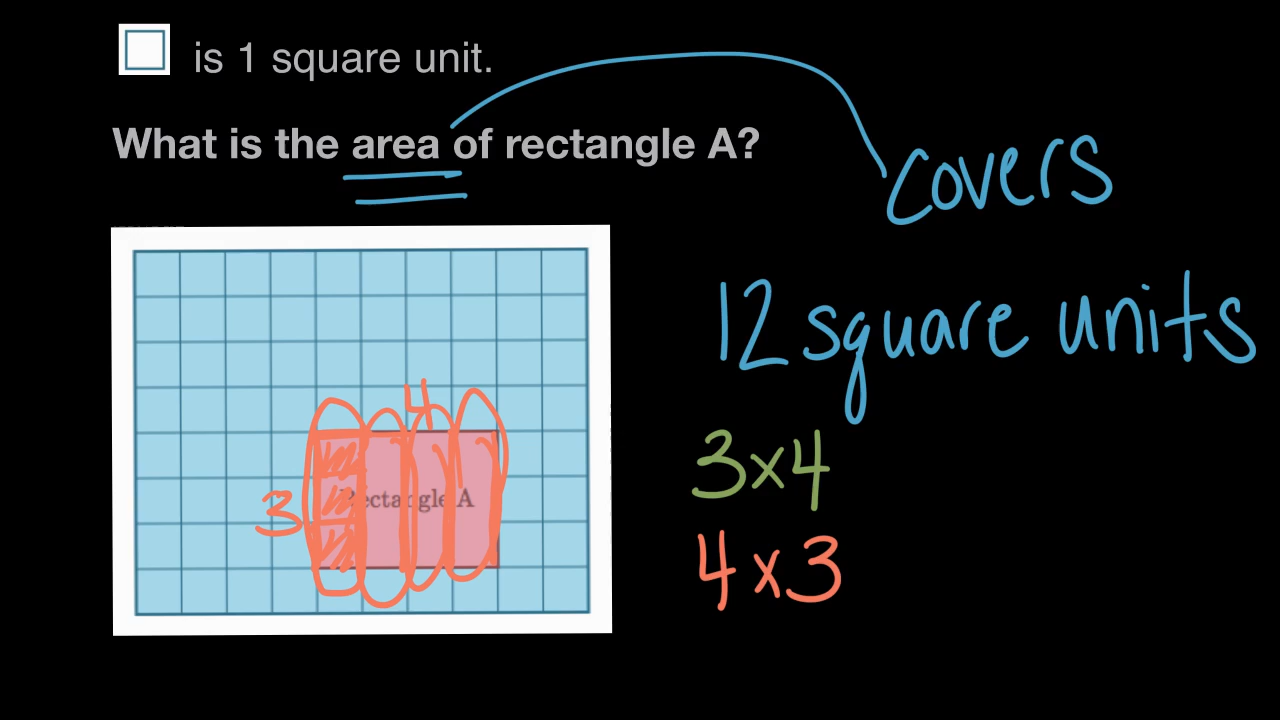 is 1 square unit.
What is the area of rectangle A?
covers
12 square units
4
3
Rectangle A
3x4
4x3